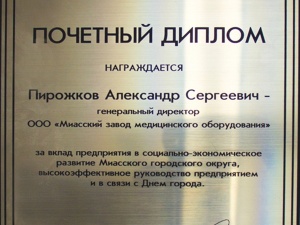 ПОЧЕТНЫЙ ДИПЛОМ
НАГРАЖДАЕТСЯ
Пирожков Александр Сергеевич -
генеральный директор
ООО «Миасский завод медицинского оборудования»
за вклад предприятия в социально-экономическое
развитие Миасского городского округа,
высокоэффективное руководство предприятием
и в связи с Днем города.